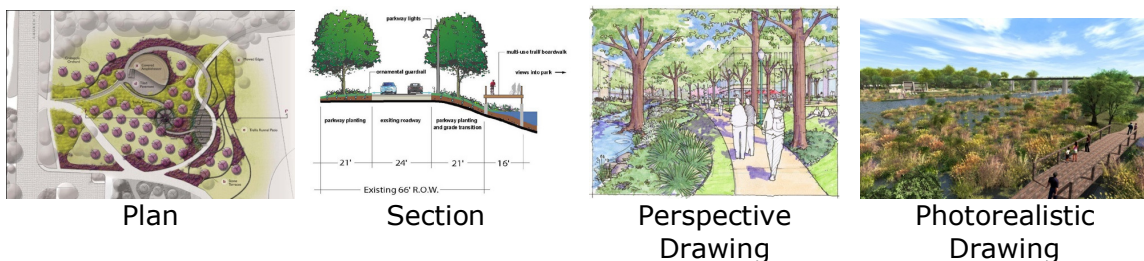 parkway lights
multi-use trail/ boardwalk
ornamental guardrail
views into park
parkway planting
exsiting roadway
parkway planting
and grade transition
21'
24'
21'
16'
Existing 66' R.O.W.
Plan
Section
Perspective
Drawing
Photorealistic
Drawing